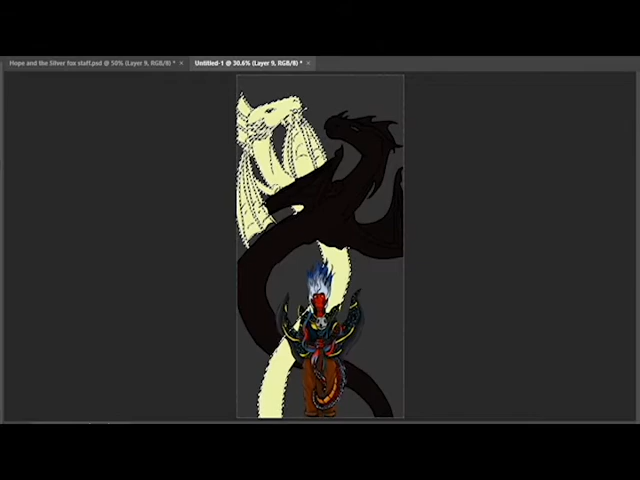 Hope and the Silver fox staff.psd @ 50% (Layer 9, RGB/8) * ×
Untitled-1 @ 30.6% (Layer 9, RGB/8) * ×